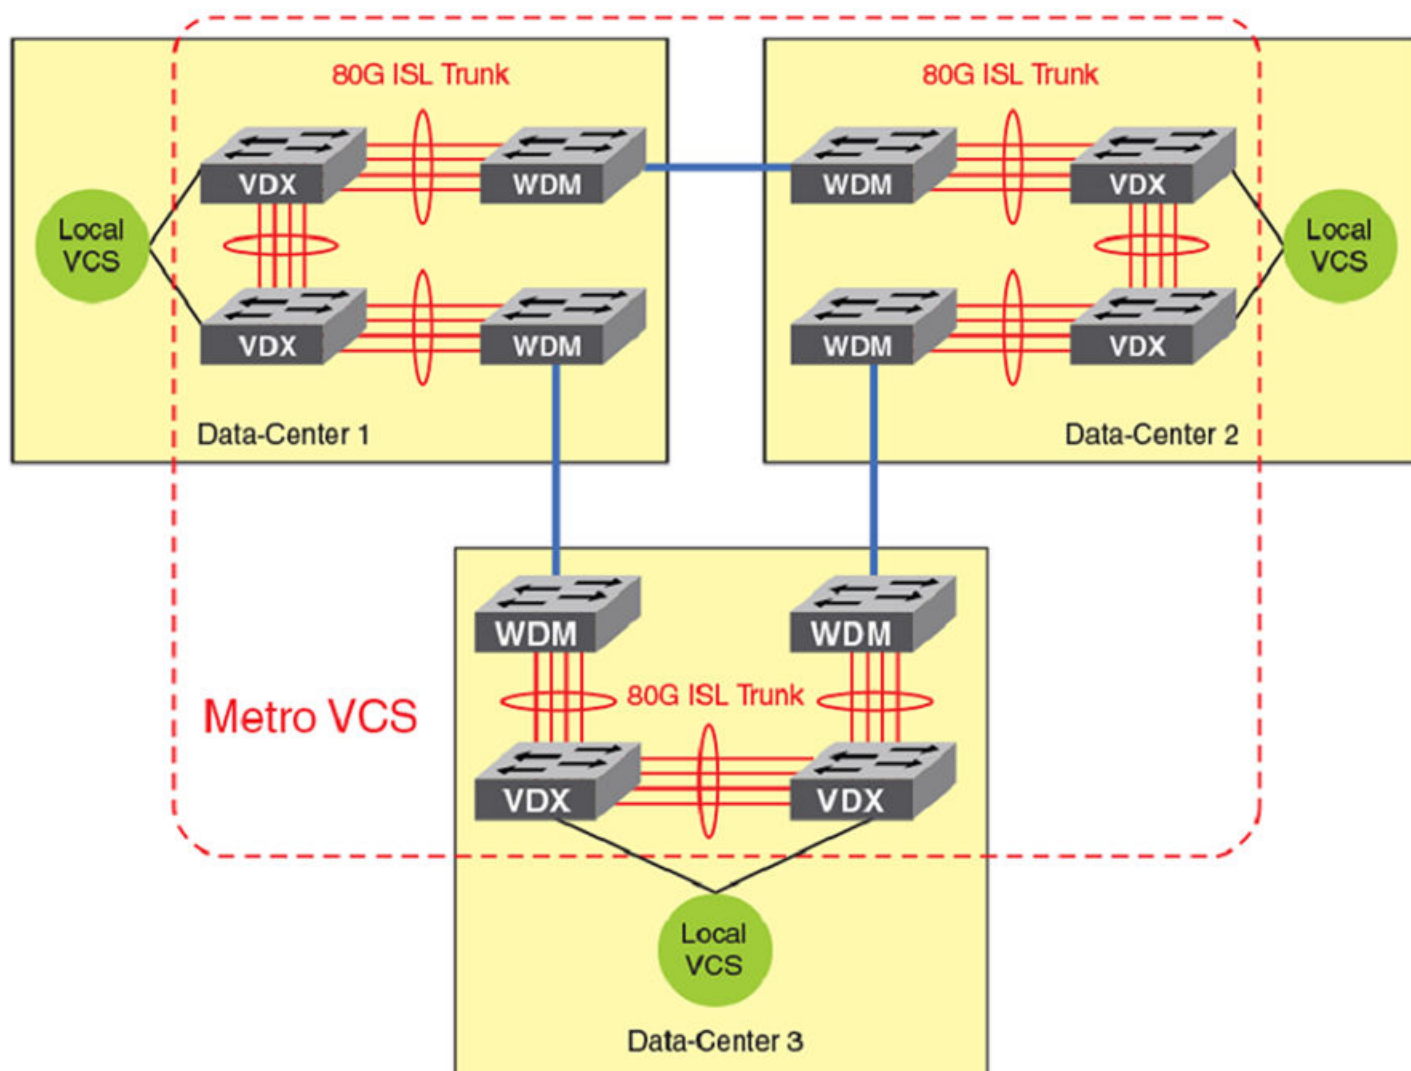 80G ISL Trunk
80G ISL Trunk
VDX
WDM
WDM
VDX
Local
VCS
Local
VCS
VDX
WDM
WDM
VDX
Data-Center 1
Data-Center 2
WDM
WDM
80G ISL Trunk
Metro VCS
VDX
VDX
Local
VCS
Data-Center 3